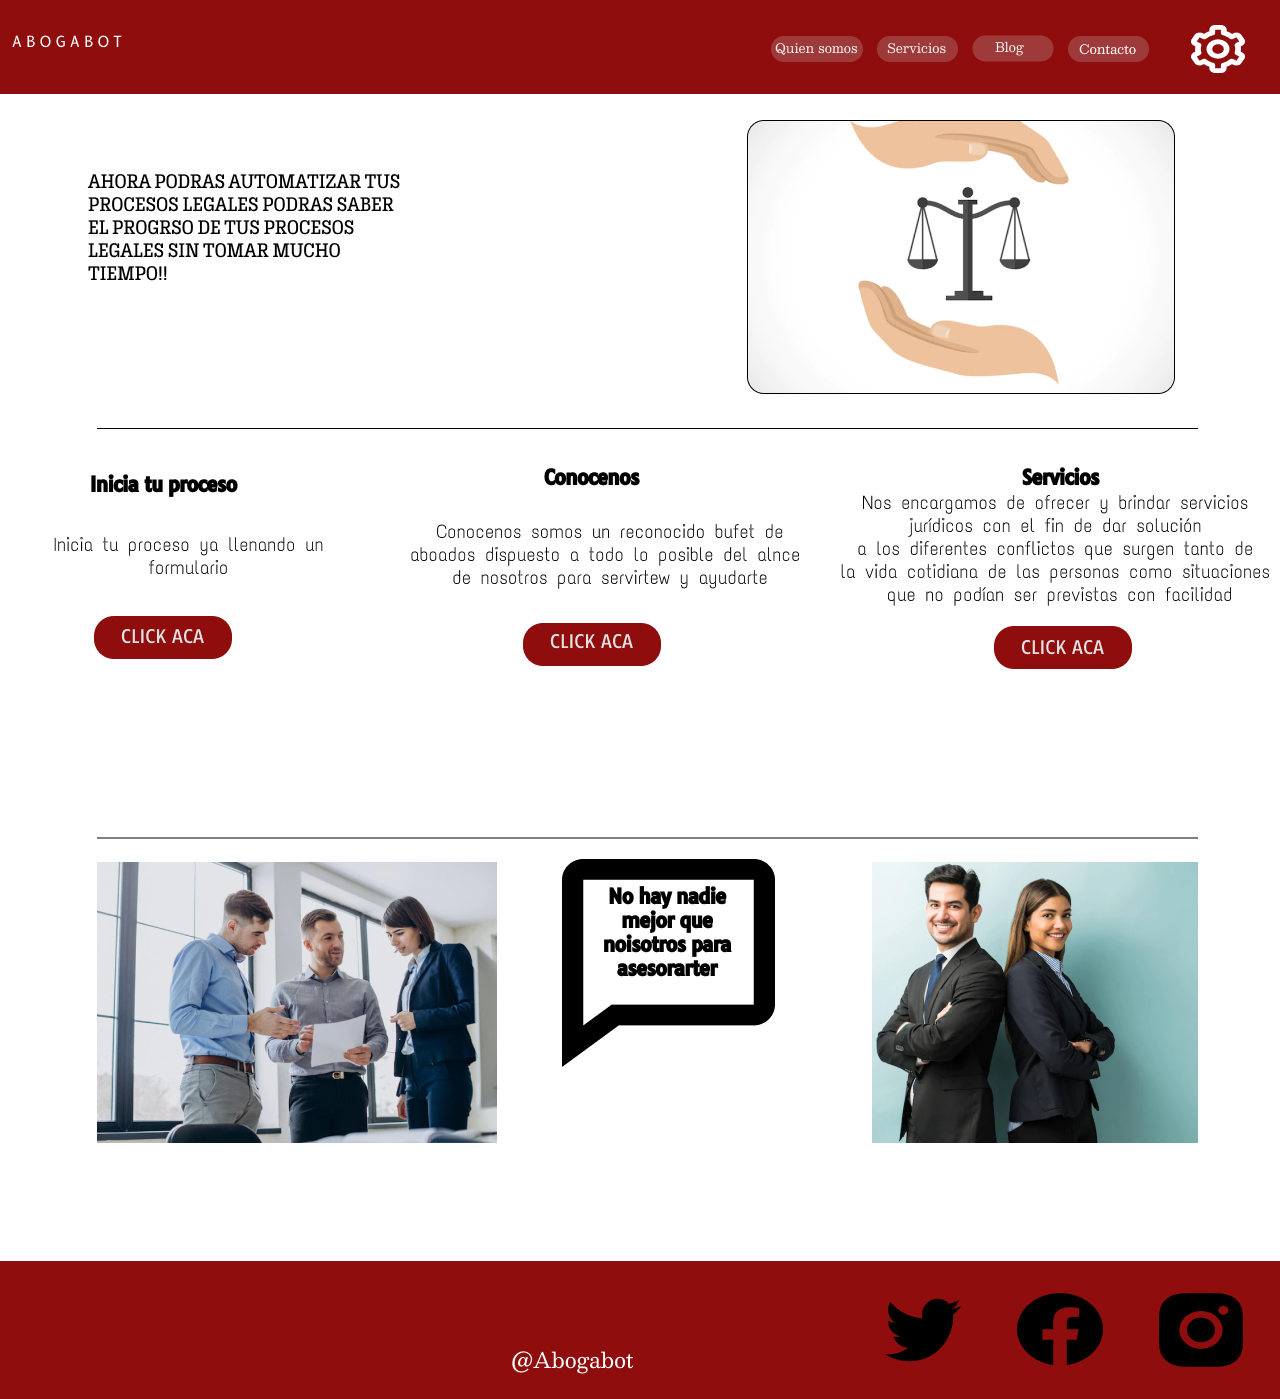 ABOGABOT
Quien somos
Servicios
Blog
Contacto
AHORA PODRAS AUTOMATIZAR TUS
PROCESOS LEGALES PODRAS SABER
EL PROGRSO DE TUS PROCESOS
LEGALES SIN TOMAR MUCHO
TIEMPO!!
Inicia tu proceso
Inicia tu proceso ya llenando un
formulario
CLICK ACA
Conocenos
Conocenos somos un reconocido bufet de
aboados dispuesto a todo lo posible del alnce
de nosotros para servirtew y ayudarte
CLICK ACA
Servicios
Nos encargamos de ofrecer y brindar servicios
jurídicos con el fin de dar solución
a los diferentes conflictos que surgen tanto de
la vida cotidiana de las personas como situaciones
que no podían ser previstas con facilidad
CLICK ACA
No hay nadie
mejor que
noisotros para
asesorarter
@Abogabot